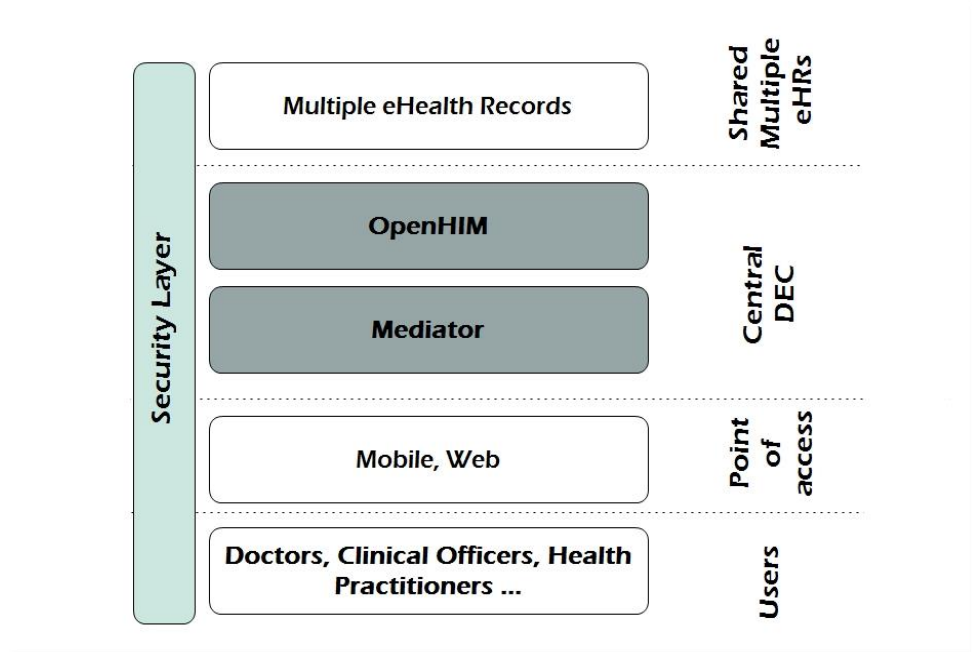 Multiple eHealth Records
Shared
Multiple
eHRs
Security Layer
OpenHIM
Mediator
Central
DEC
Mobile, Web
Point
of
access
Doctors, Clinical Officers, Health
Practitioners ...
Users